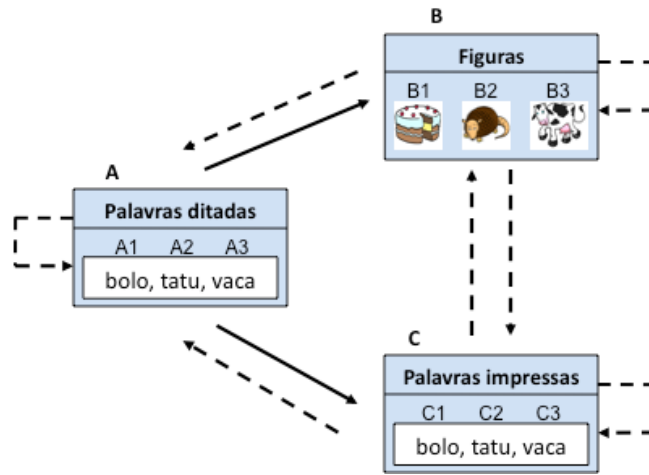 B
Figuras
B1 B2 B3
A
Palavras ditadas
A1 A2 A3
bolo, tatu, vaca
C
Palavras impressas
C1 C2 C3
bolo, tatu, vaca